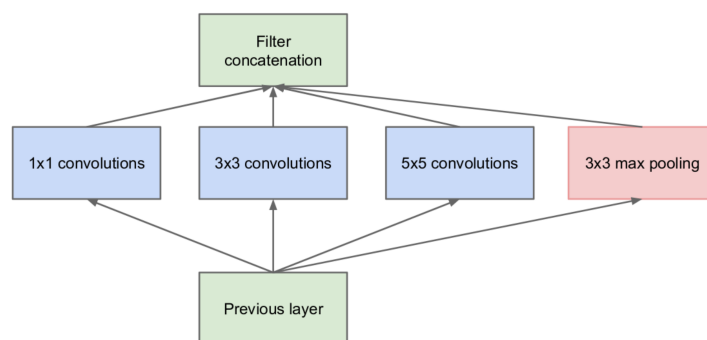 Filter
concatenation
1x1 convolutions
3x3 convolutions
5x5 convolutions
3x3 max pooling
Previous layer